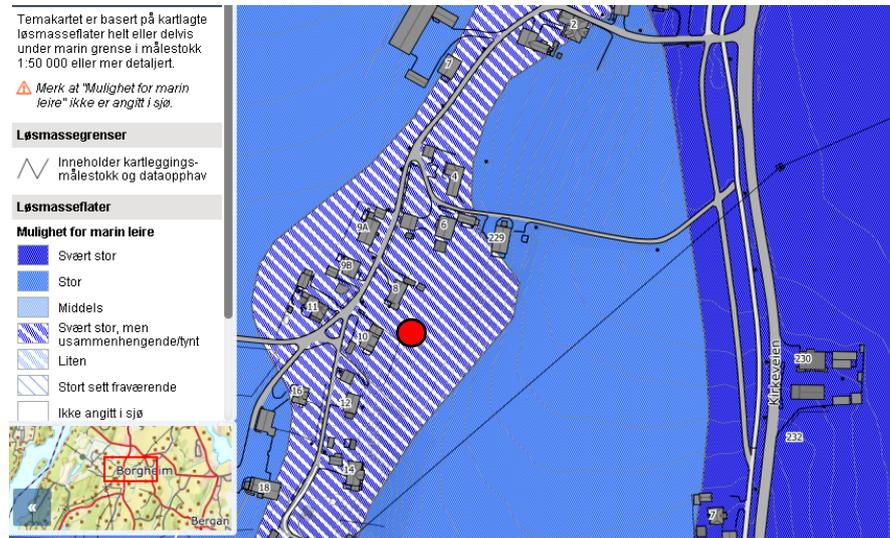 Temakartet er basert på kartlagte
løsmasseflater helt eller delvis
under marin grense i målestokk
1:50 000 eller mer detaljert.
Merk at "Mulighet for marin
leire" ikke er angitt i sjø.
Løsmassegrenser
Inneholder kartleggings-
målestokk og dataopphav
Løsmasseflater
Mulighet for marin leire
Svært stor
Stor
Middels
Svært stor, men
usammenhengende/tynt
Liten
Stort sett fraværende
Ikke angitt i sjø
Borgheim
Bergan
«
2
7
4
9A
6
229
9B
8
11
10
16
12
14
18
Kirkeveien
230
232
7